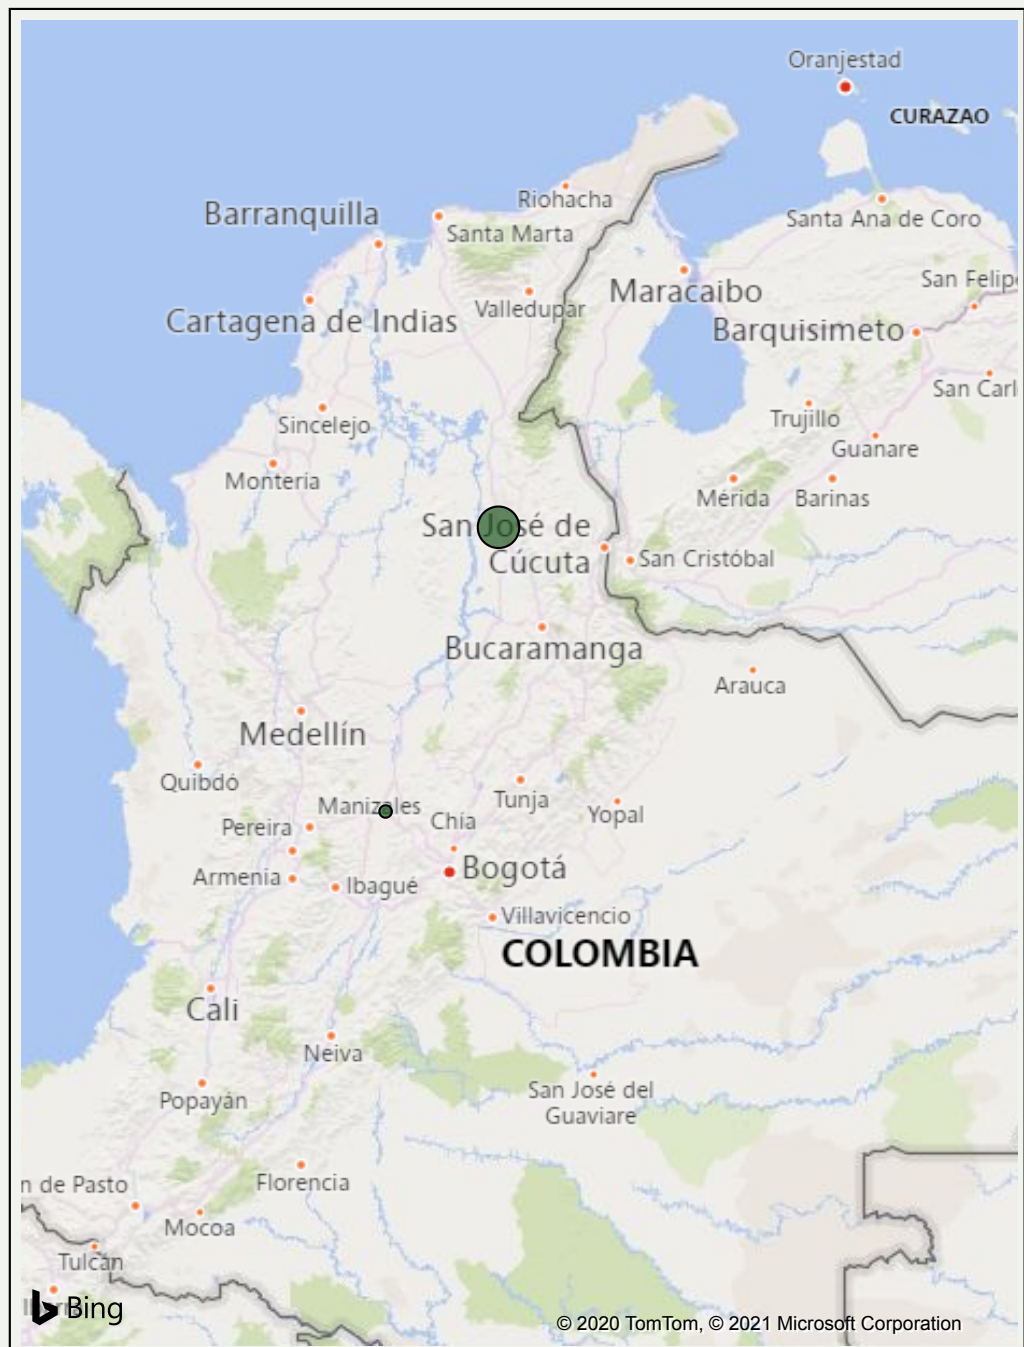 Oranjestad
CURAZAO
Riohacha
Barranquilla
Santa Marta
Santa Ana de Coro
San Felip
Maracaibo
Valledupar
Cartagena de Indias
Barquisimeto
San Carl
Trujillo
Sincelejo
Guanare
Montería
Mérida
Barinas
San José de
Cúcuta
San Cristóbal
Bucaramanga
Arauca
Medellín
Quibdó
Manizales
Tunja
Yopal
Chía
Pereira
Bogotá
Armenia
Ibagué
Villavicencio
COLOMBIA
Cali
Neiva
San José del
Guaviare
Popayán
Florencia
n de Pasto
Mocoa
Tulcán
Bing
© 2020 TomTom, © 2021 Microsoft Corporation